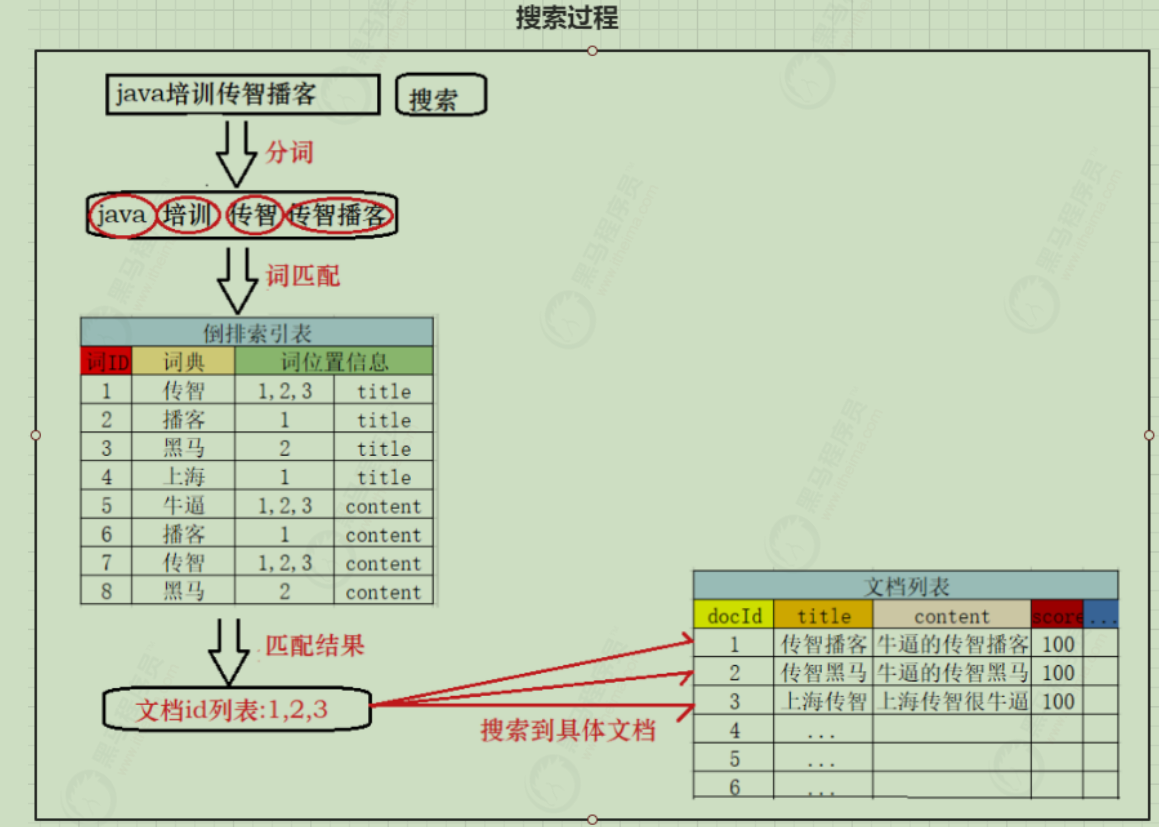 搜索过程
java培训传智播客 搜索
分词
java 培训 传智 传智播客
词匹配
倒排索引表
词ID 词典 词位置信息
1 传智 1,2,3 title
2 播客 1 title
3 黑马 2 title
4 上海 1 title
5 牛逼 1,2,3 content
6 播客 1 content
7 传智 1,2,3 content
8 黑马 2 content
匹配结果
文档id列表:1,2,3
搜索到具体文档
文档列表
docId title content score ...
1 传智播客 牛逼的传智播客 100
2 传智黑马 牛逼的传智黑马 100
3 上海传智 上海传智很牛逼 100
4 ...
5 ...
6 ...
黑马程序员
www.itheima.com